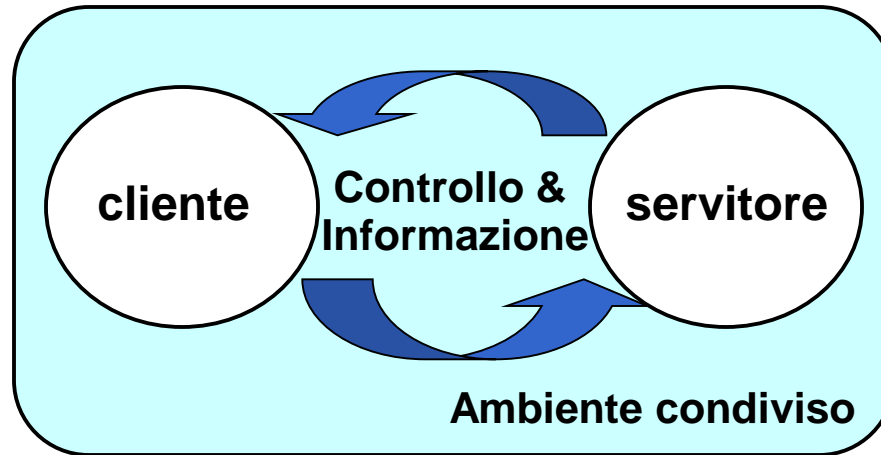 cliente
Controllo &
Informazione
servitore
Ambiente condiviso